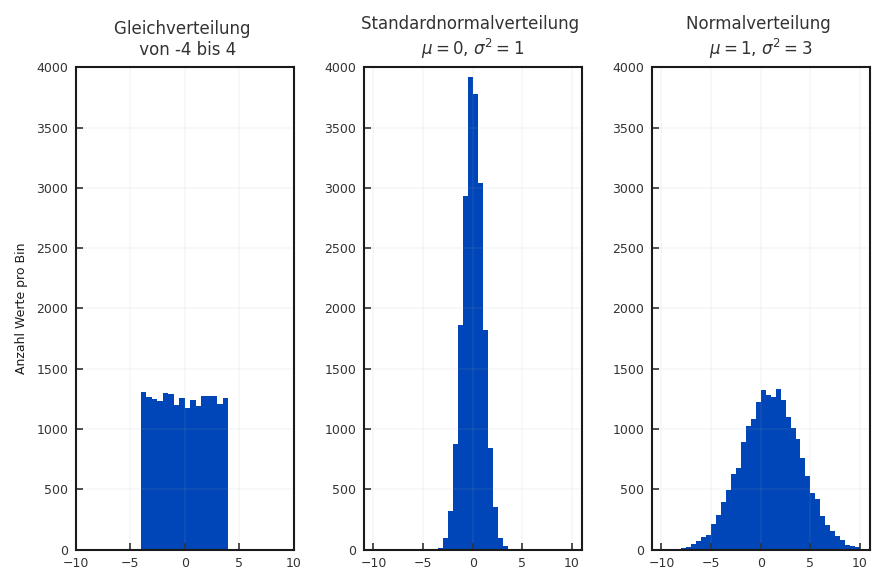 Gleichverteilung
von -4 bis 4
Standardnormalverteilung
μ = 0, σ² = 1
Normalverteilung
μ = 1, σ² = 3
Anzahl Werte pro Bin
4000
3500
3000
2500
2000
1500
1000
500
0
−10 −5 0 5 10
4000
3500
3000
2500
2000
1500
1000
500
0
−10 −5 0 5 10
4000
3500
3000
2500
2000
1500
1000
500
0
−10 −5 0 5 10